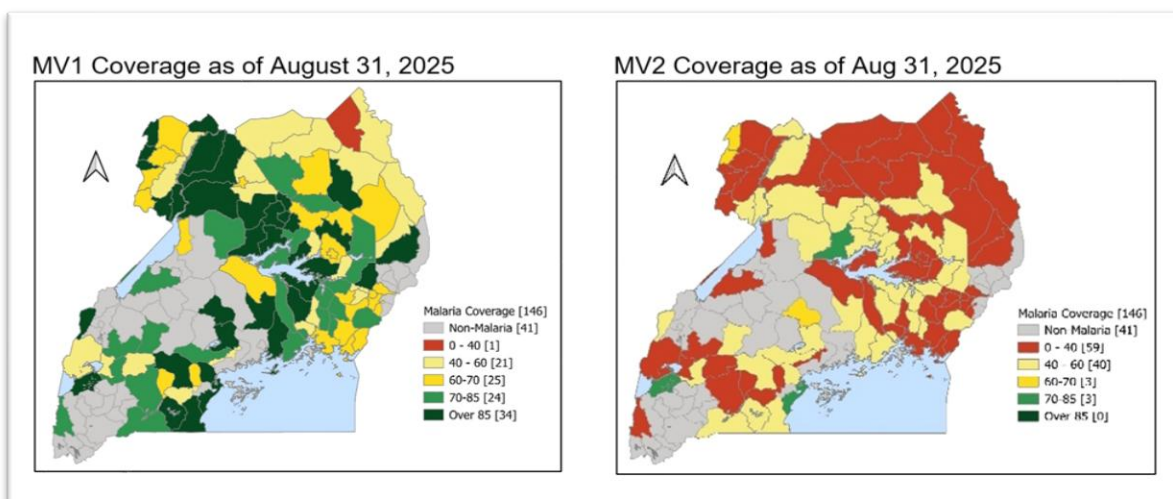 MV1 Coverage as of August 31, 2025
MV2 Coverage as of Aug 31, 2025
Malaria Coverage [146]
Non-Malaria [41]
0 - 40 [1]
40 - 60 [21]
60-70 [25]
70-85 [24]
Over 85 [34]
Malaria Coverage [146]
Non Malaria [41]
0 - 40 [59]
40 - 60 [40]
60-70 [3]
70-85 [3]
Over 85 [0]